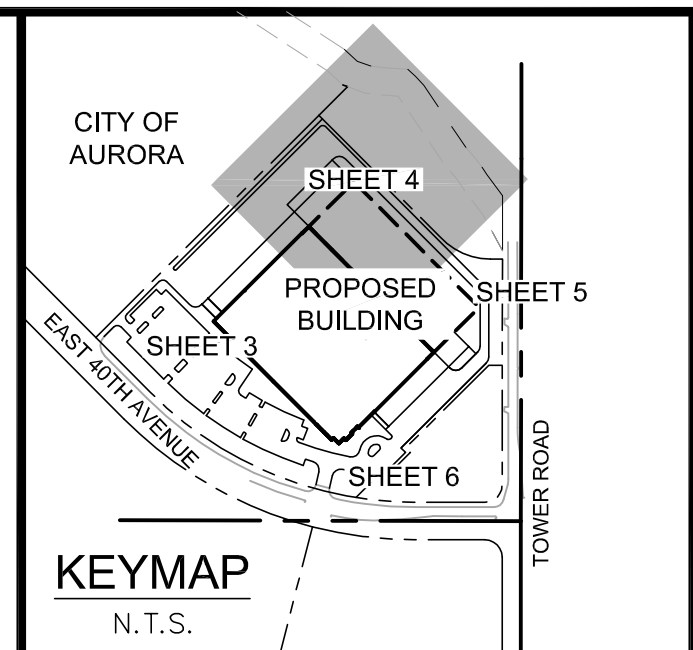 CITY OF
AURORA
SHEET 4
PROPOSED
BUILDING
SHEET 5
SHEET 3
EAST 40TH AVENUE
SHEET 6
TOWER ROAD
KEYMAP
N.T.S.